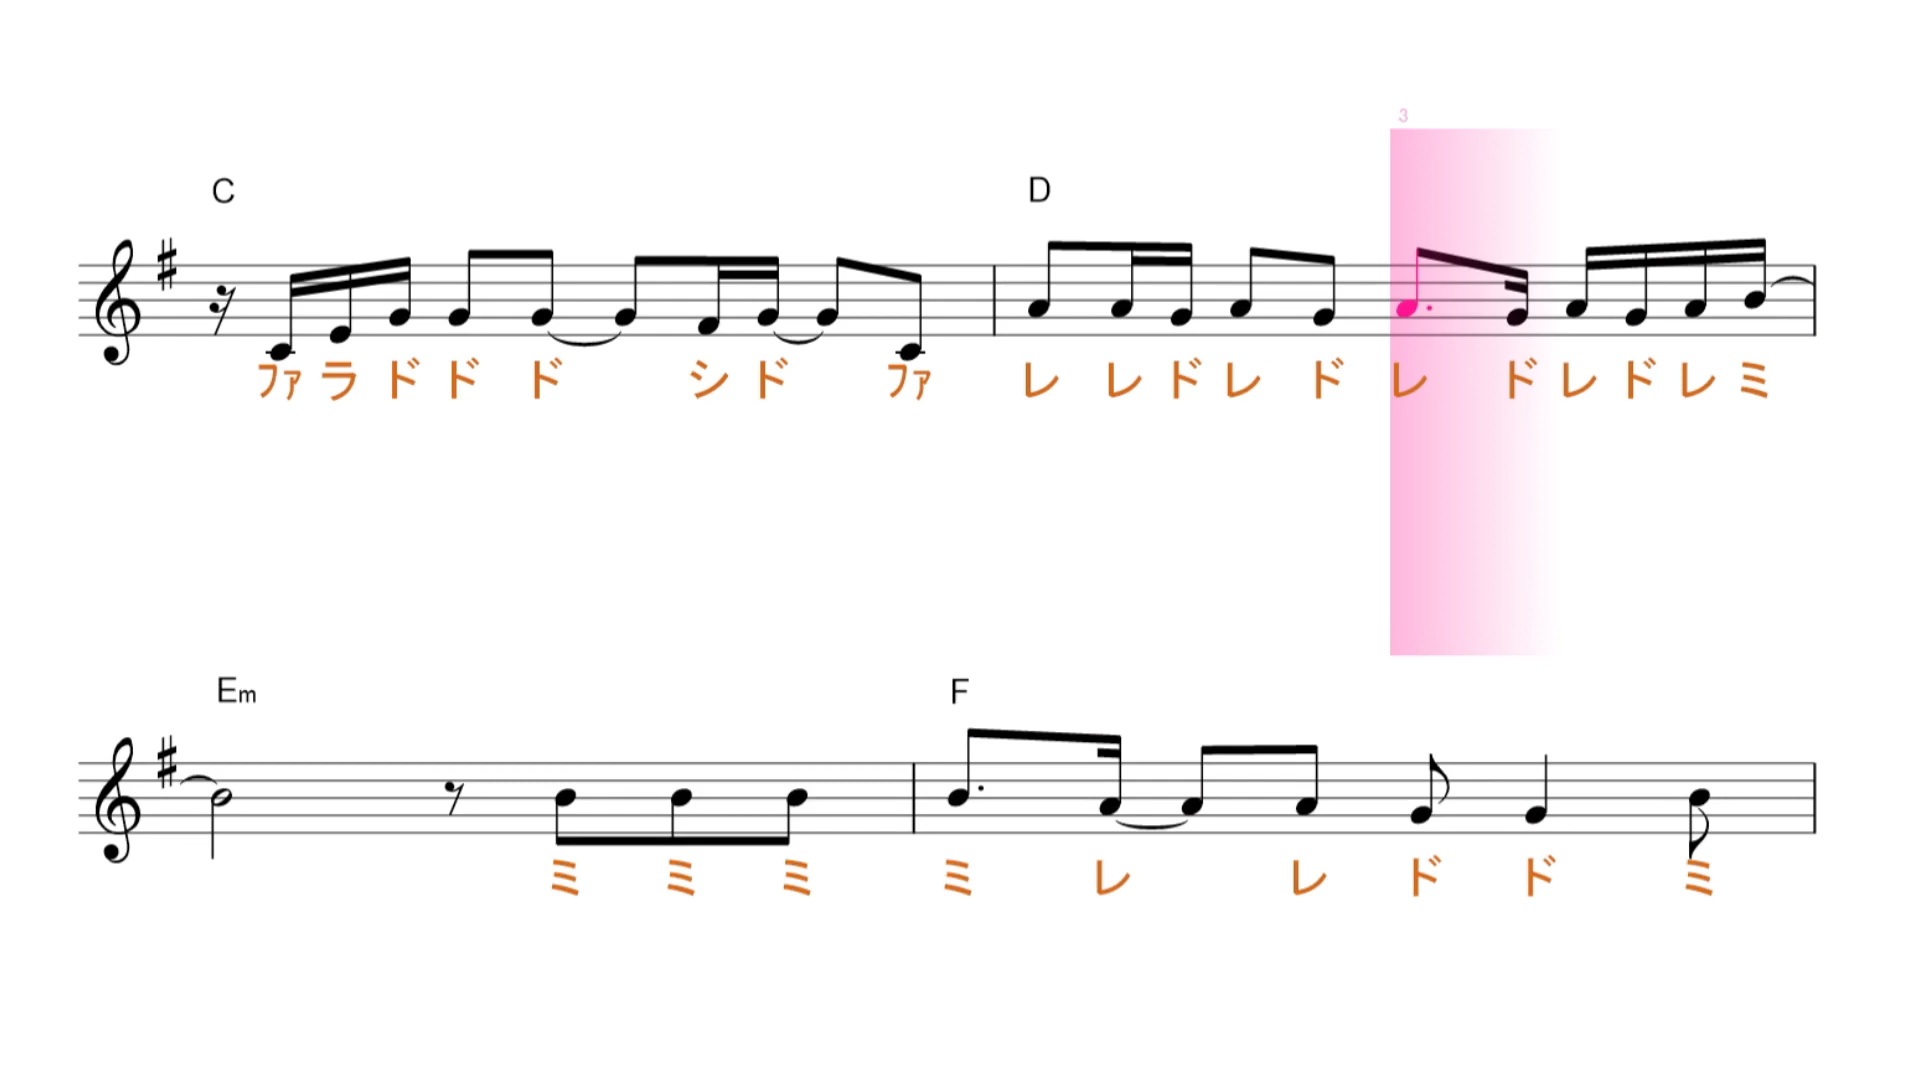 3
C D
ファ ラ ド ド ド シ ド ファ レ レ ド レ ド レ ド レ ド レ ミ
Em F
ミ ミ ミ ミ レ レ ド ド ミ